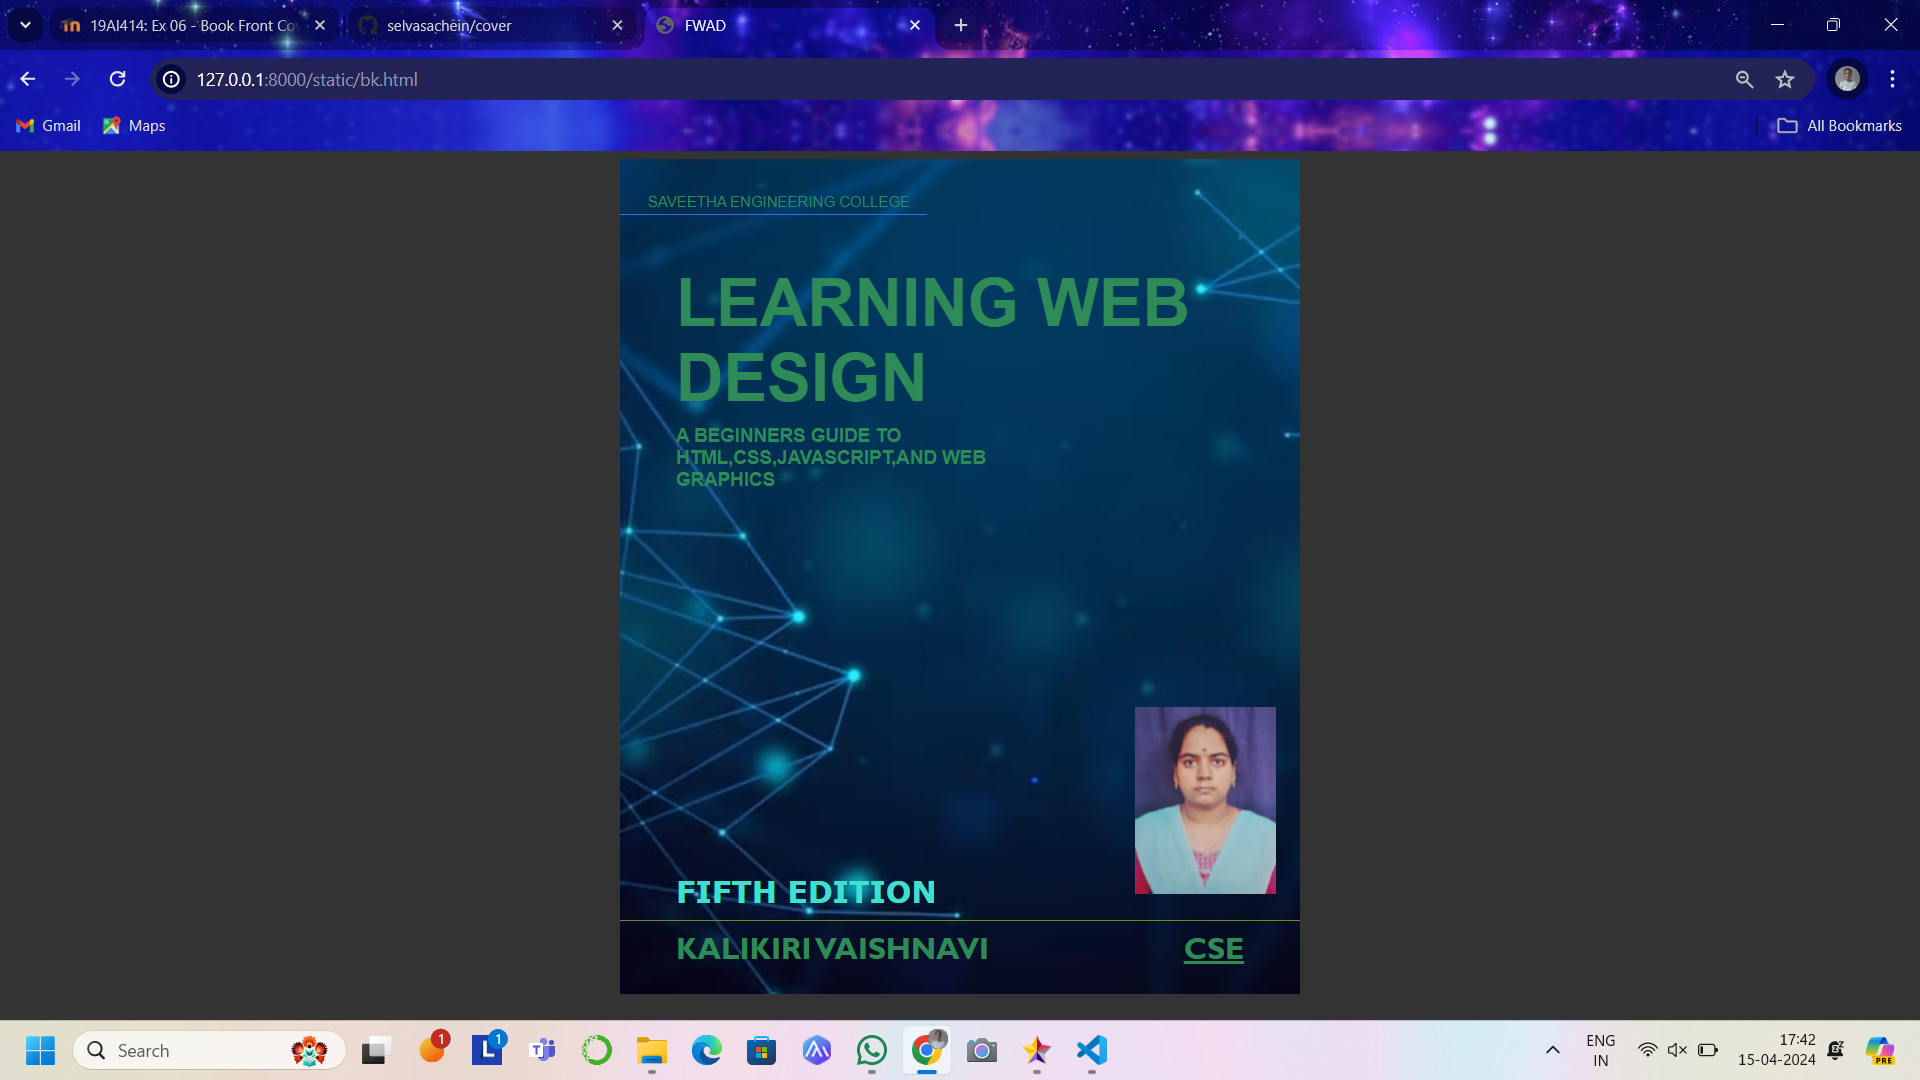 19AI414: Ex 06 - Book Front Co
selvasachein/cover
FWAD
127.0.0.1:8000/static/bk.html
Gmail
Maps
All Bookmarks
SAVEETHA ENGINEERING COLLEGE
LEARNING WEB
DESIGN
A BEGINNERS GUIDE TO
HTML,CSS,JAVASCRIPT,AND WEB
GRAPHICS
FIFTH EDITION
KALIKIRI VAISHNAVI
CSE
Search
1
L
1
ENG
IN
17:42
15-04-2024
PRE